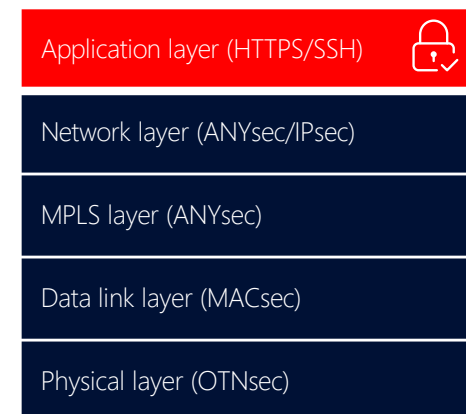 Application layer (HTTPS/SSH)
Network layer (ANYsec/IPsec)
MPLS layer (ANYsec)
Data link layer (MACsec)
Physical layer (OTNsec)